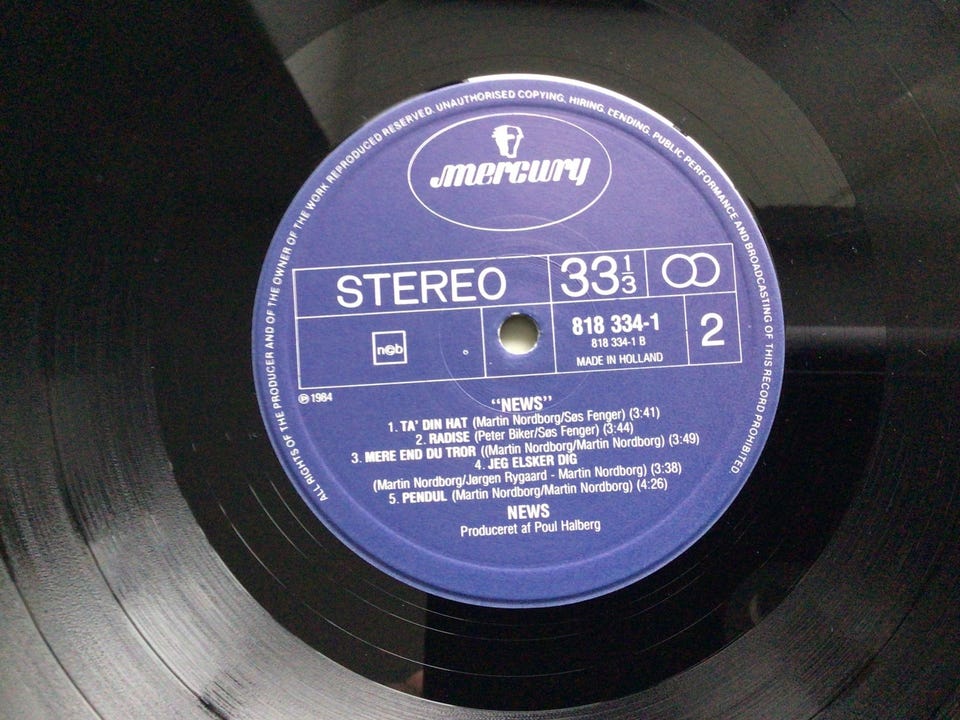 ALL RIGHTS OF THE PRODUCER AND OF THE OWNER OF THE WORK REPRODUCED RESERVED. UNAUTHORISED COPYING, HIRING, LENDING, PUBLIC PERFORMANCE AND BROADCASTING OF THIS RECORD PROHIBITED
mercury
STEREO 33 1/3
ncb 818 334-1 2
818 334-1 B
MADE IN HOLLAND
℗ 1984
"NEWS"
1. TA' DIN HAT (Martin Nordborg/Søs Fenger) (3:41)
2. RADISE (Peter Biker/Søs Fenger) (3:44)
3. MERE END DU TROR ((Martin Nordborg/Martin Nordborg) (3:49)
4. JEG ELSKER DIG
(Martin Nordborg/Jørgen Rygaard - Martin Nordborg) (3:38)
5. PENDUL (Martin Nordborg/Martin Nordborg) (4:26)
NEWS
Produceret af Poul Halberg